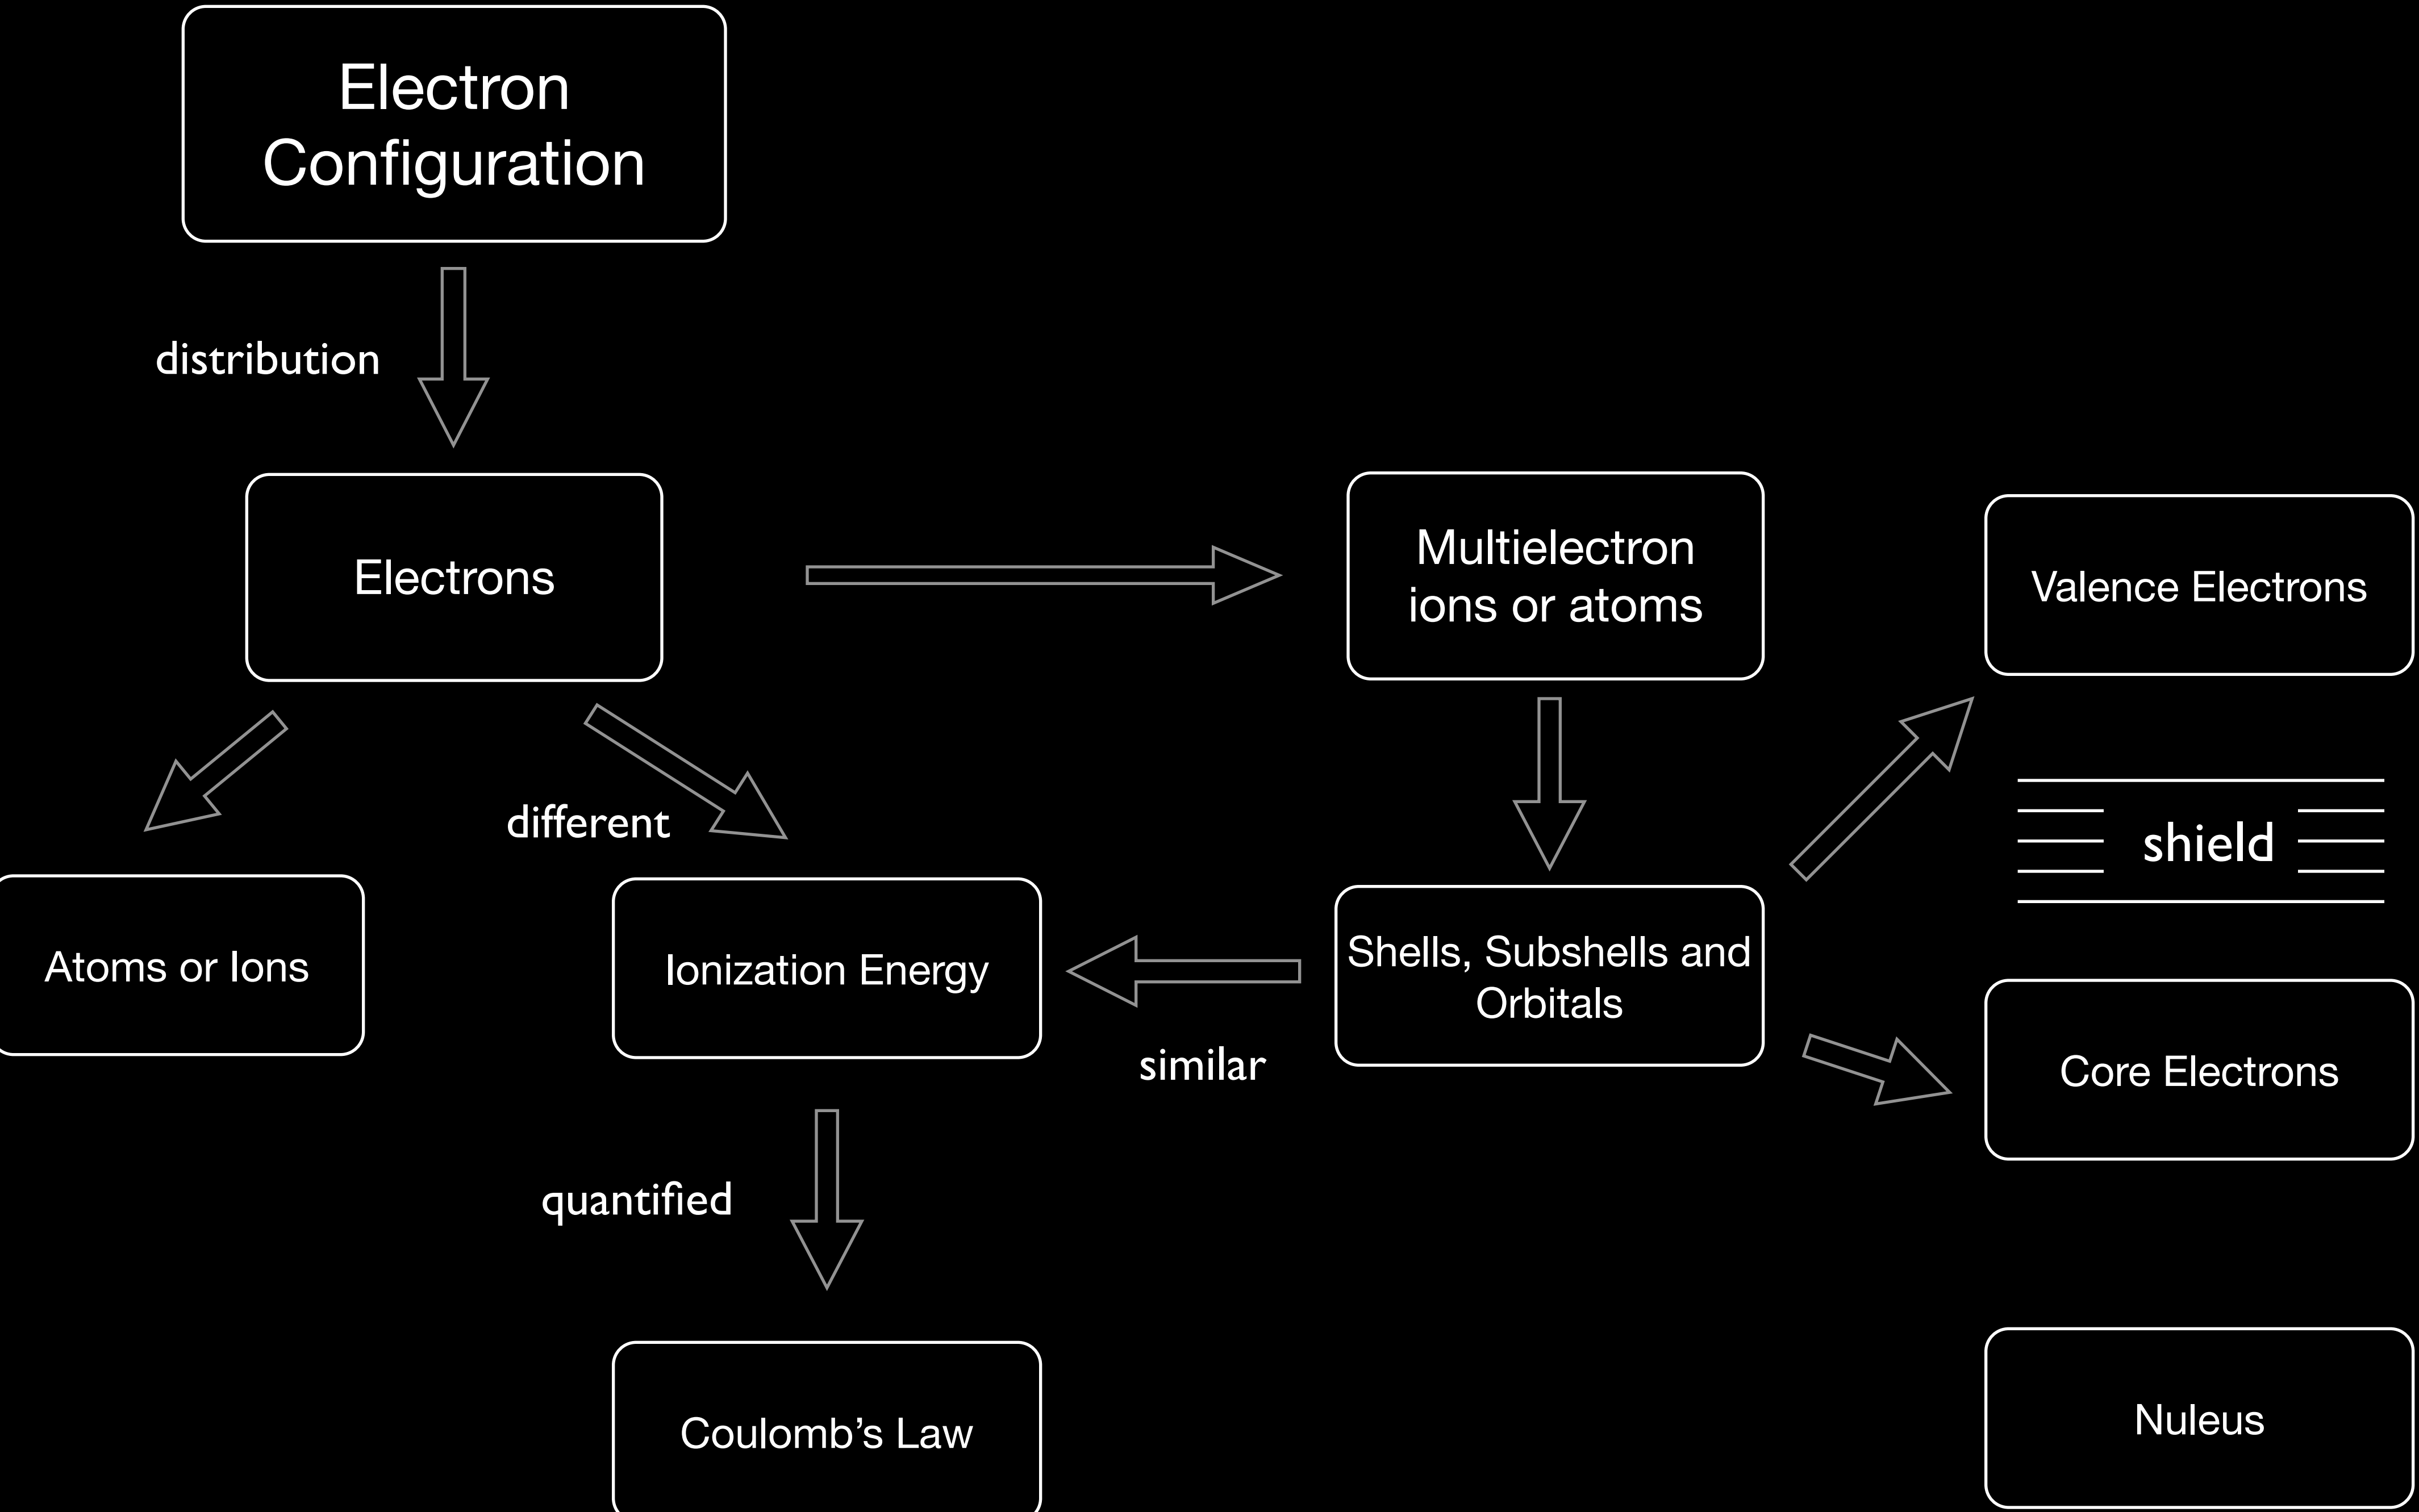 Electron
Configuration
distribution
Electrons
Multielectron
ions or atoms
Valence Electrons
different
shield
Atoms or Ions
Ionization Energy
Shells, Subshells and
Orbitals
similar
Core Electrons
quantified
Coulomb’s Law
Nuleus